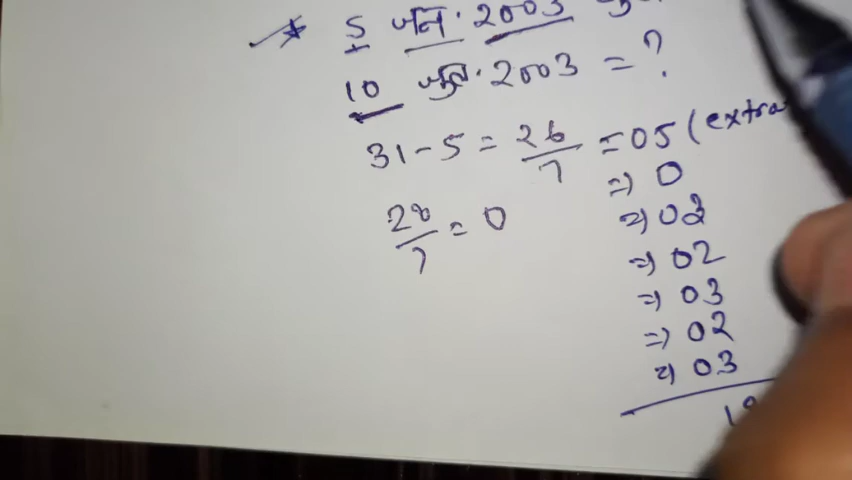 5 जन॰ 2003
10 जुला॰ 2003 = ?
31 - 5 = 26/7 = 05 (extra
28/7 = 0
=) 0
=) 03
=) 02
=) 03
=) 02
=) 03